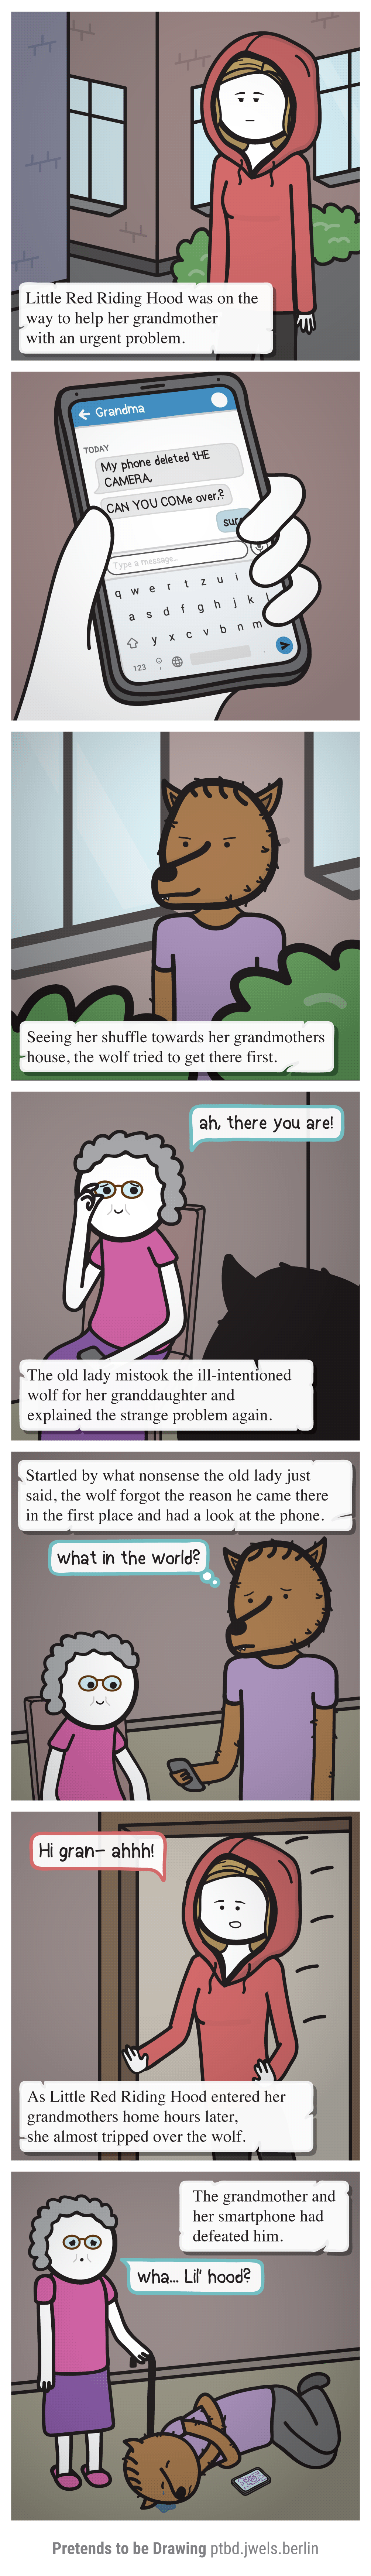 Little Red Riding Hood was on the
way to help her grandmother
with an urgent problem.
Grandma
TODAY
My phone deleted tHE
CAMERA,
CAN YOU COMe over,?
Type a message...
q w e r t z u i
a s d f g h j k l
y x c v b n m
123
Seeing her shuffle towards her grandmothers
house, the wolf tried to get there first.
ah, there you are!
The old lady mistook the ill-intentioned
wolf for her granddaughter and
explained the strange problem again.
Startled by what nonsense the old lady just
said, the wolf forgot the reason he came there
in the first place and had a look at the phone.
what in the world?
Hi gran- ahhh!
As Little Red Riding Hood entered her
grandmothers home hours later,
she almost tripped over the wolf.
The grandmother and
her smartphone had
defeated him.
wha... Lil' hood?
Pretends to be Drawing ptbd.jwels.berlin